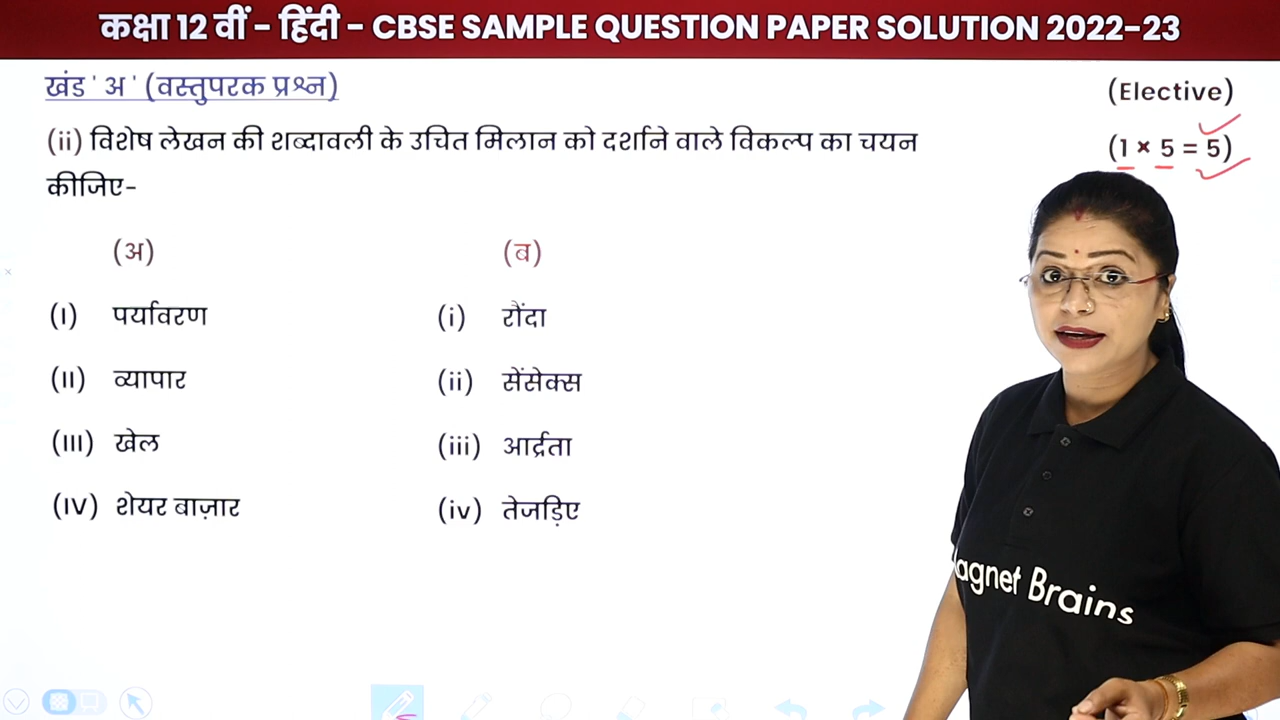 कक्षा 12 वीं - हिंदी - CBSE SAMPLE QUESTION PAPER SOLUTION 2022-23
खंड ' अ ' (वस्तुपरक प्रश्न)
(Elective)
(ii) विशेष लेखन की शब्दावली के उचित मिलान को दर्शाने वाले विकल्प का चयन
(1 × 5 = 5)
कीजिए-
(अ) (ब)
(I) पर्यावरण (i) रौंदा
(II) व्यापार (ii) सेंसेक्स
(III) खेल (iii) आर्द्रता
(IV) शेयर बाज़ार (iv) तेजड़िए
agnet Brains